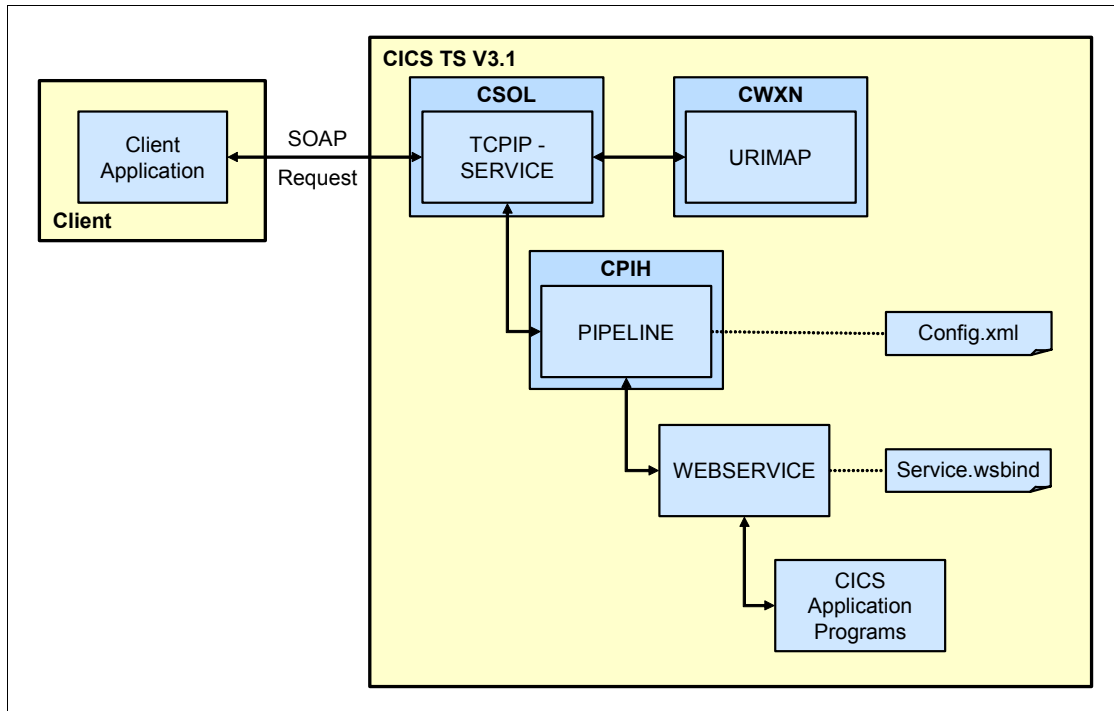 CICS TS V3.1
CSOL
CWXN
Client
Application
SOAP
Request
TCPIP -
SERVICE
URIMAP
Client
CPIH
PIPELINE
Config.xml
WEBSERVICE
Service.wsbind
CICS
Application
Programs